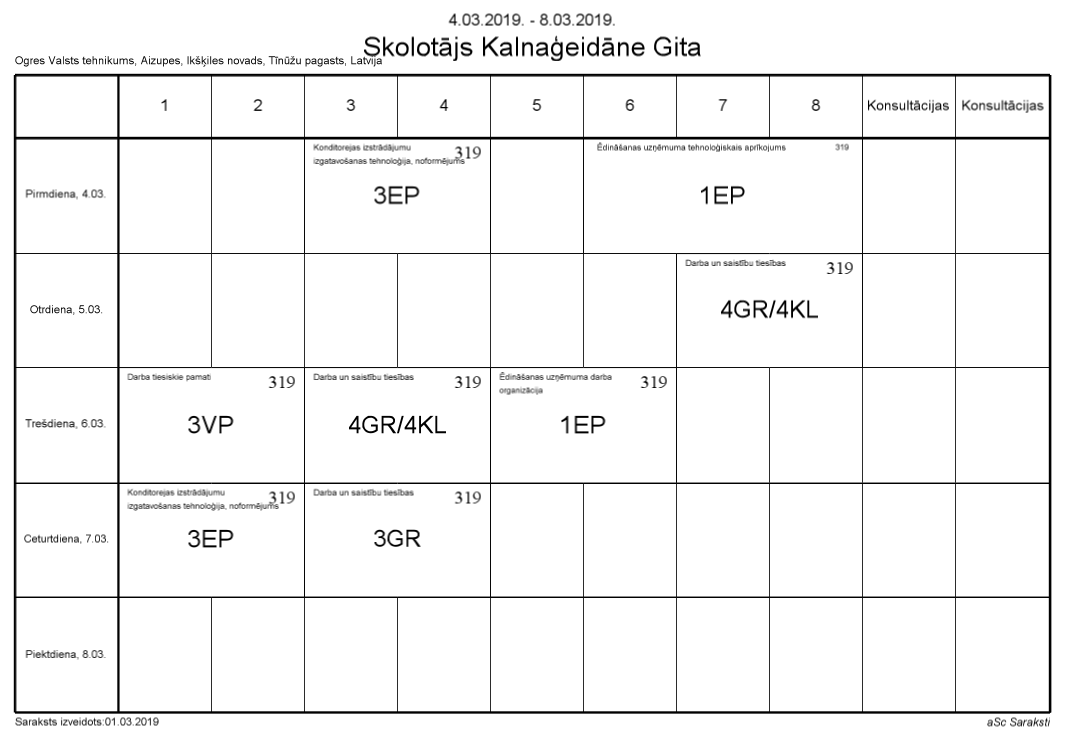 4.03.2019. - 8.03.2019.
Skolotājs Kalnaģeidāne Gita
Ogres Valsts tehnikums, Aizupes, Ikšķiles novads, Tīnūžu pagasts, Latvija
1 2 3 4 5 6 7 8 Konsultācijas Konsultācijas
Pirmdiena, 4.03.
Konditorejas izstrādājumu
izgatavošanas tehnoloģija, noformējums
319
3EP
Ēdināšanas uzņēmuma tehnoloģiskais aprīkojums
319
1EP
Otrdiena, 5.03.
Darba un saistību tiesības
319
4GR/4KL
Trešdiena, 6.03.
Darba tiesiskie pamati
319
3VP
Darba un saistību tiesības
319
4GR/4KL
Ēdināšanas uzņēmuma darba
organizācija
319
1EP
Ceturtdiena, 7.03.
Konditorejas izstrādājumu
izgatavošanas tehnoloģija, noformējums
319
3EP
Darba un saistību tiesības
319
3GR
Piektdiena, 8.03.
Saraksts izveidots:01.03.2019
aSc Saraksti